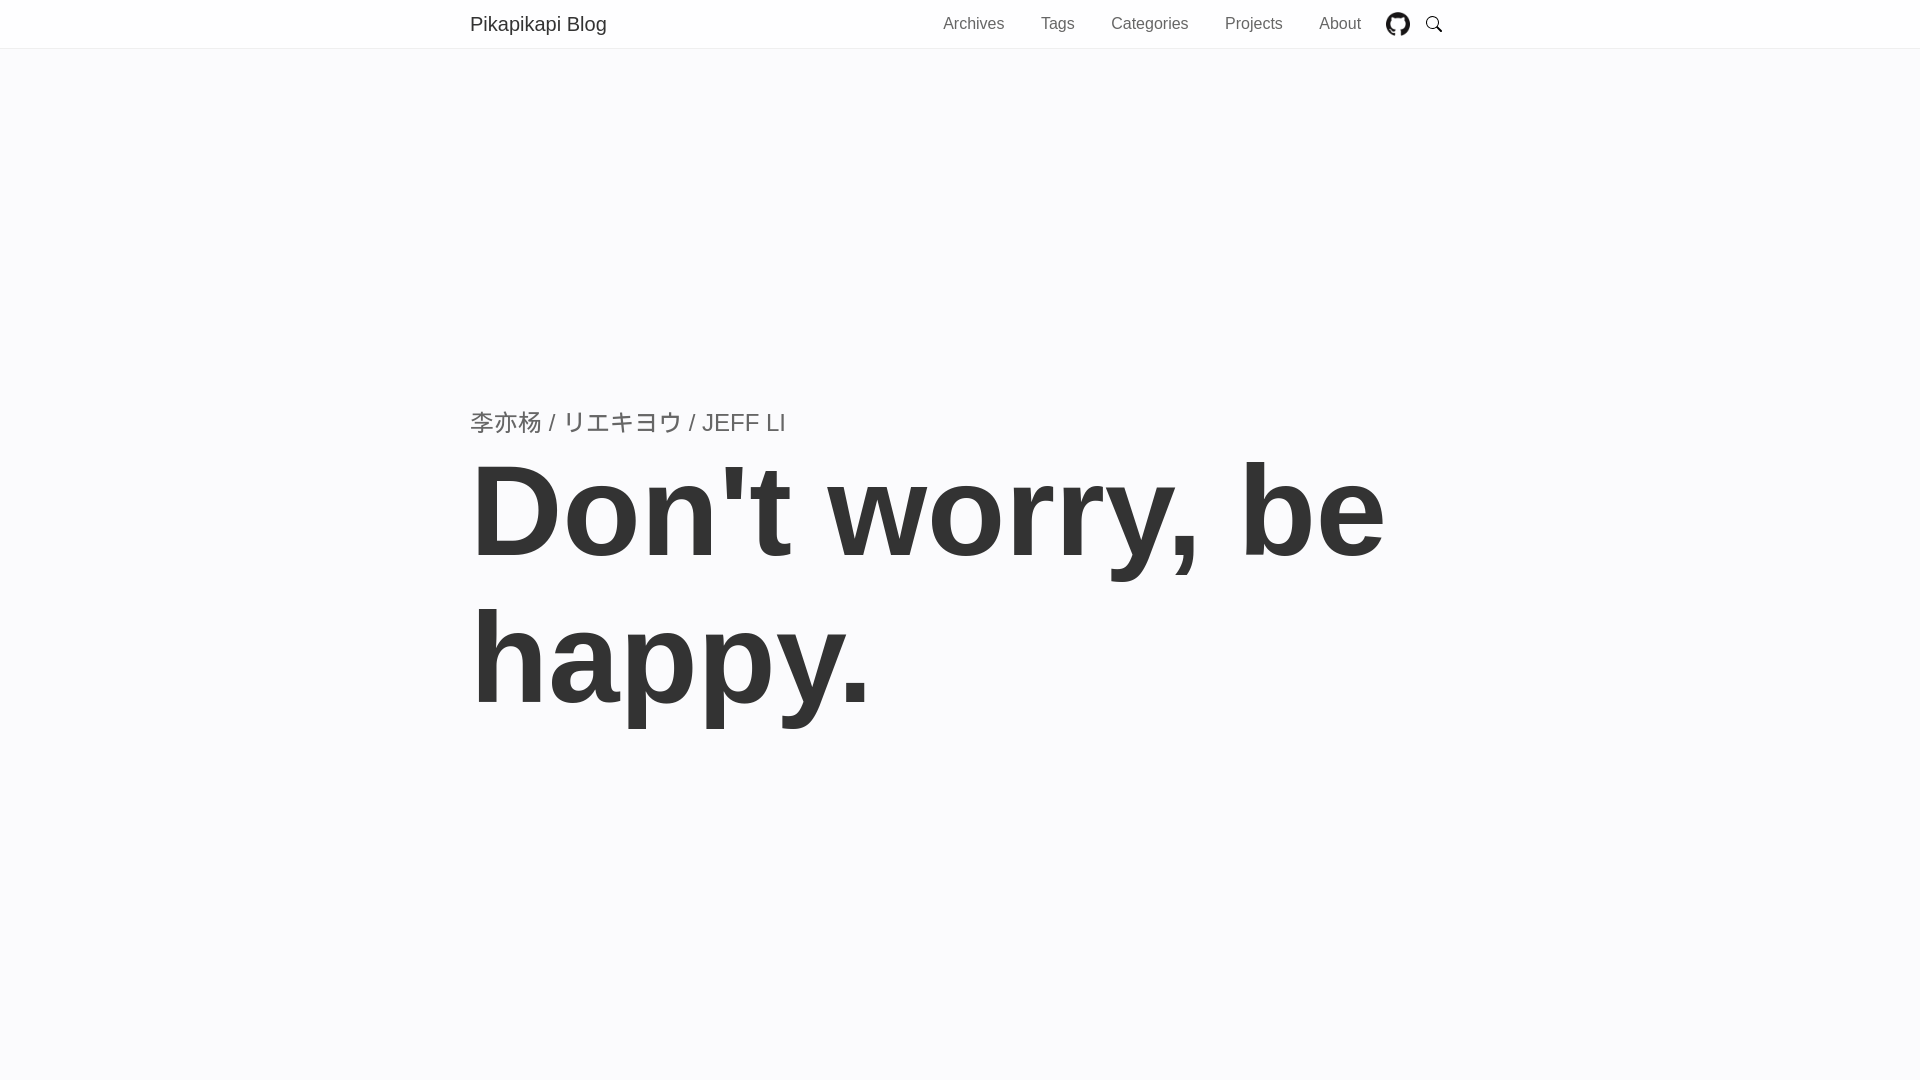 Pikapikapi Blog
Archives Tags Categories Projects About
李亦杨 / リエキヨウ / JEFF LI
Don't worry, be
happy.